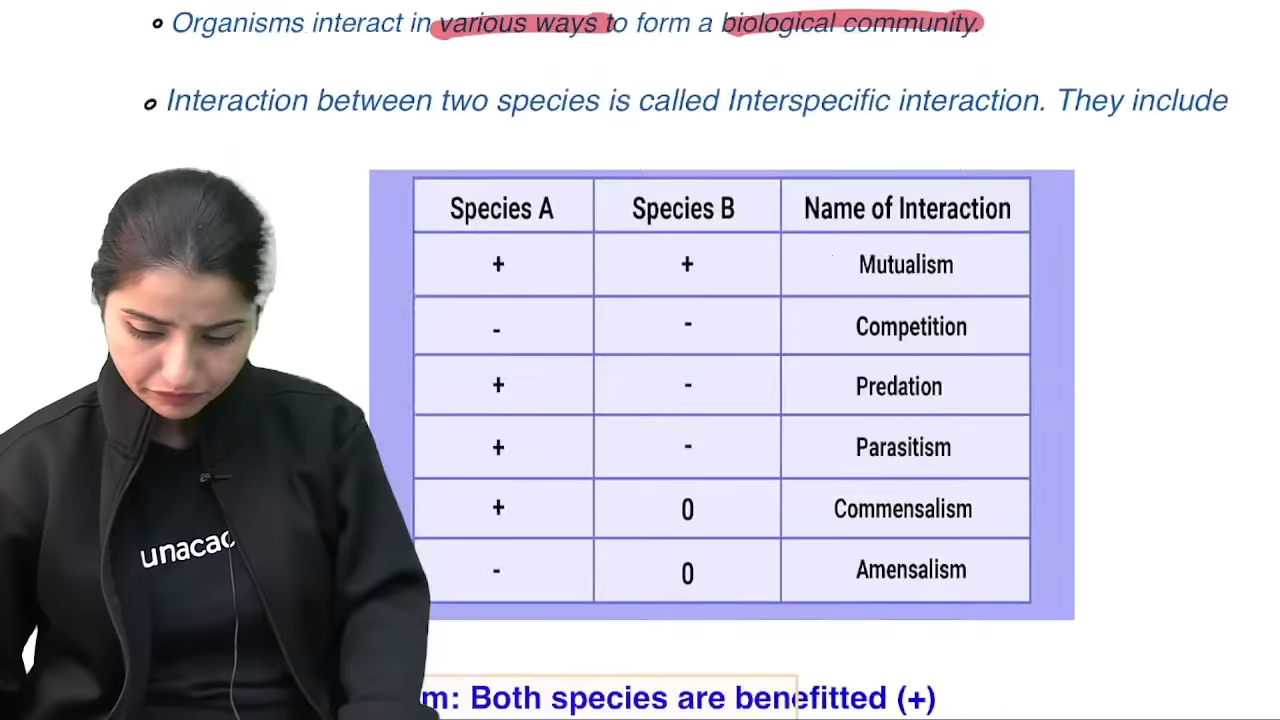 Organisms interact in various ways to form a biological community.
Interaction between two species is called Interspecific interaction. They include
Species A Species B Name of Interaction
+ + Mutualism
- - Competition
+ - Predation
+ - Parasitism
+ 0 Commensalism
- 0 Amensalism
unacad
m: Both species are benefitted (+)